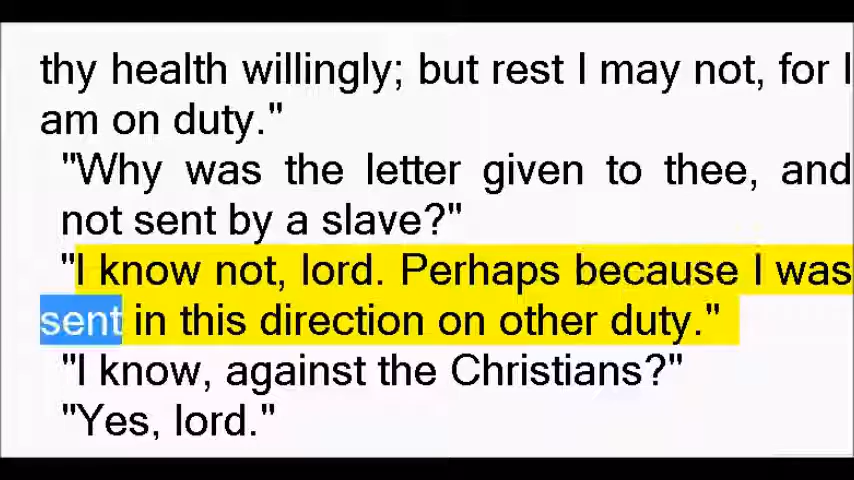 thy health willingly; but rest I may not, for I
am on duty."
"Why was the letter given to thee, and
not sent by a slave?"
"I know not, lord. Perhaps because I was
sent in this direction on other duty."
"I know, against the Christians?"
"Yes, lord."